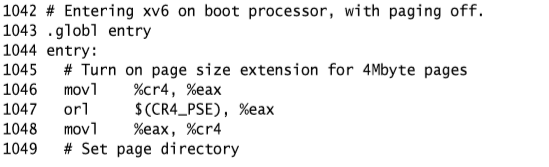 1042 # Entering xv6 on boot processor, with paging off.
1043 .globl entry
1044 entry:
1045   # Turn on page size extension for 4Mbyte pages
1046   movl    %cr4, %eax
1047   orl     $(CR4_PSE), %eax
1048   movl    %eax, %cr4
1049   # Set page directory